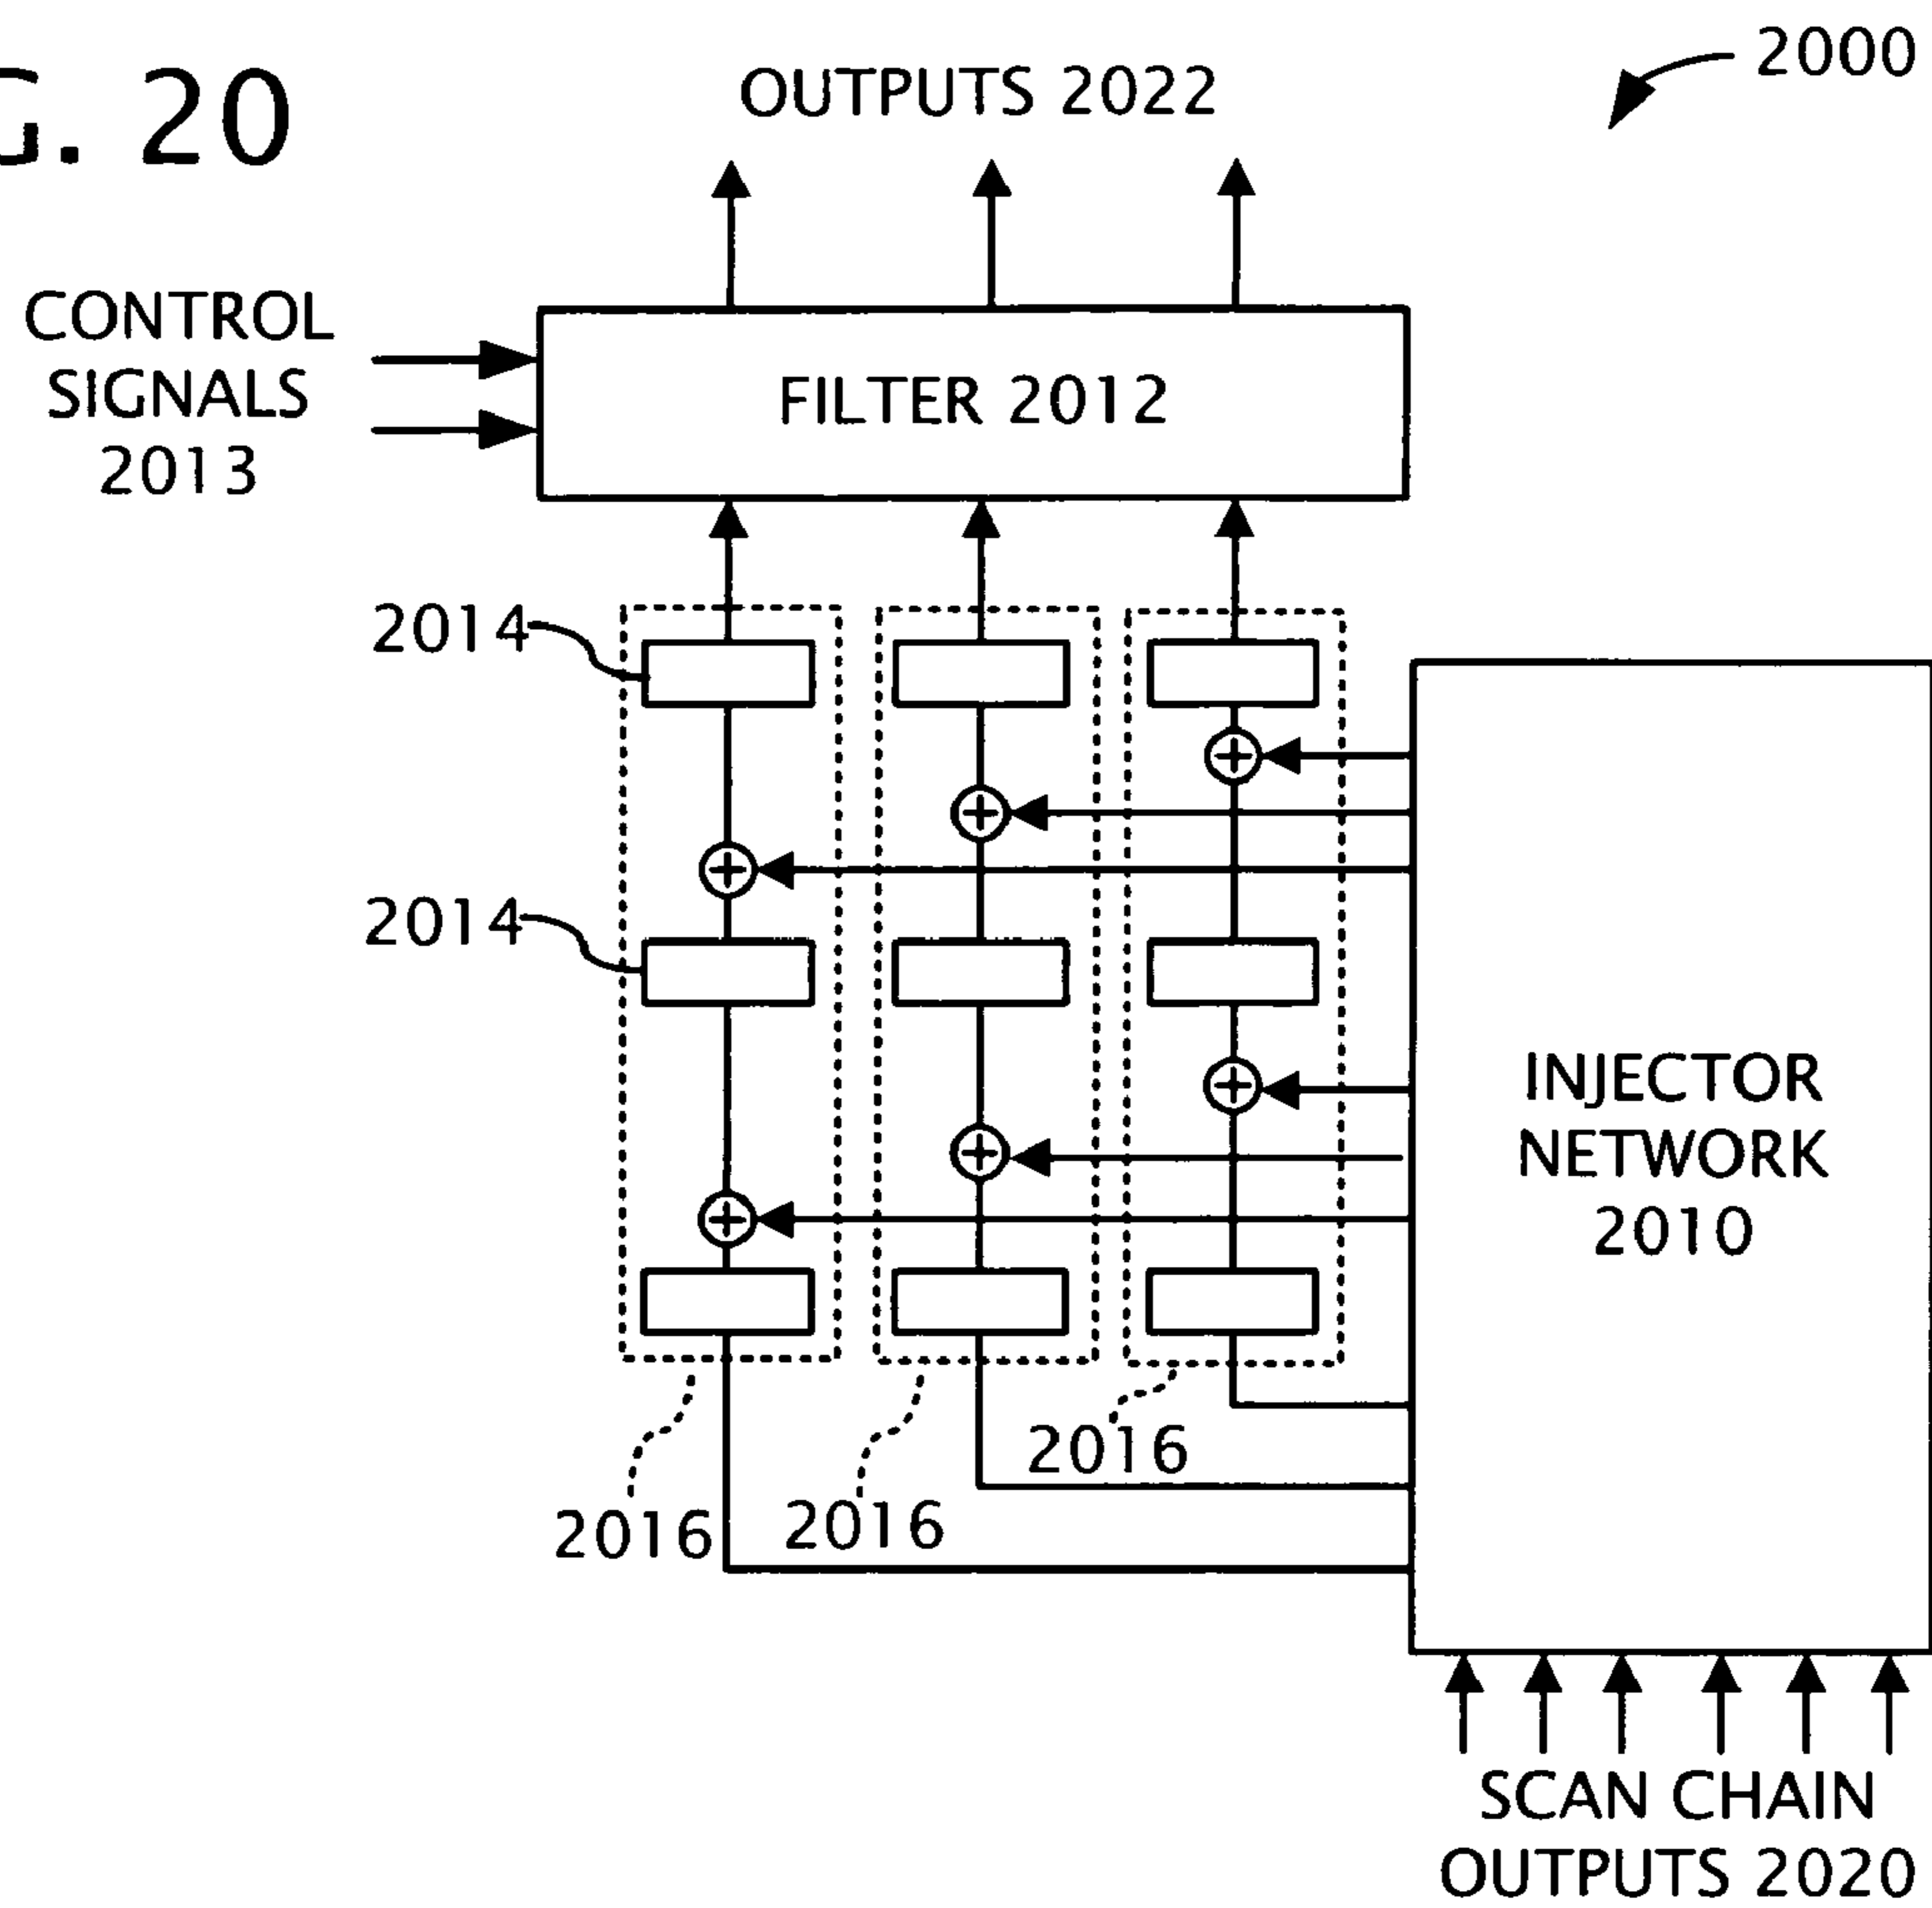 G. 20
OUTPUTS 2022
2000
CONTROL
SIGNALS
2013
FILTER 2012
2014
2014
INJECTOR
NETWORK
2010
2016
2016
2016
SCAN CHAIN
OUTPUTS 2020